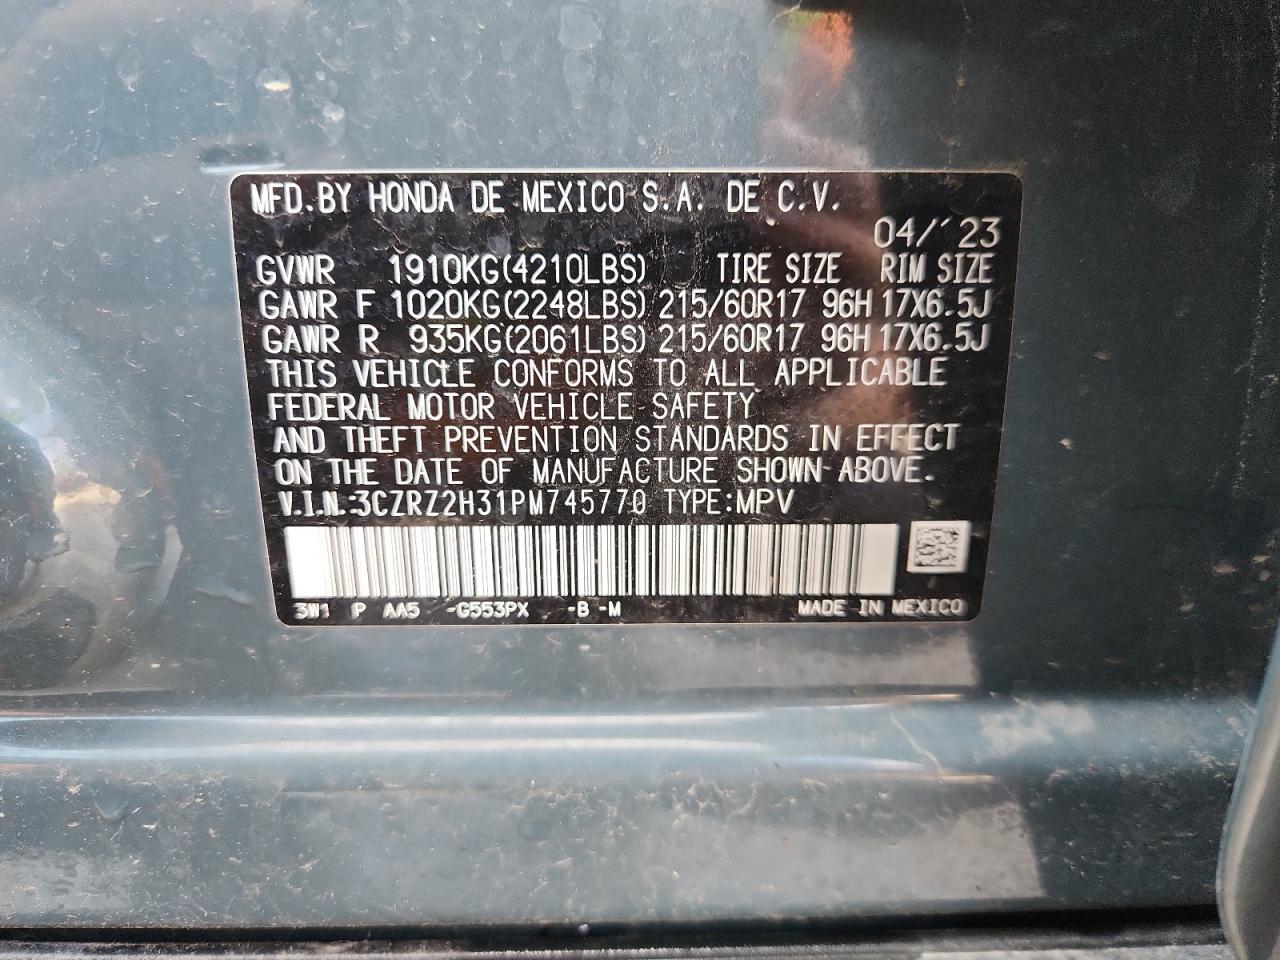 MFD.BY HONDA DE MEXICO S.A. DE C.V.
04/'23
GVWR 1910KG(4210LBS) TIRE SIZE RIM SIZE
GAWR F 1020KG(2248LBS) 215/60R17 96H 17X6.5J
GAWR R 935KG(2061LBS) 215/60R17 96H 17X6.5J
THIS VEHICLE CONFORMS TO ALL APPLICABLE
FEDERAL MOTOR VEHICLE SAFETY
AND THEFT PREVENTION STANDARDS IN EFFECT
ON THE DATE OF MANUFACTURE SHOWN ABOVE.
V.I.N.:3CZRZ2H31PM745770 TYPE:MPV
3W1 P AA5 -G553PX -B -M MADE IN MEXICO